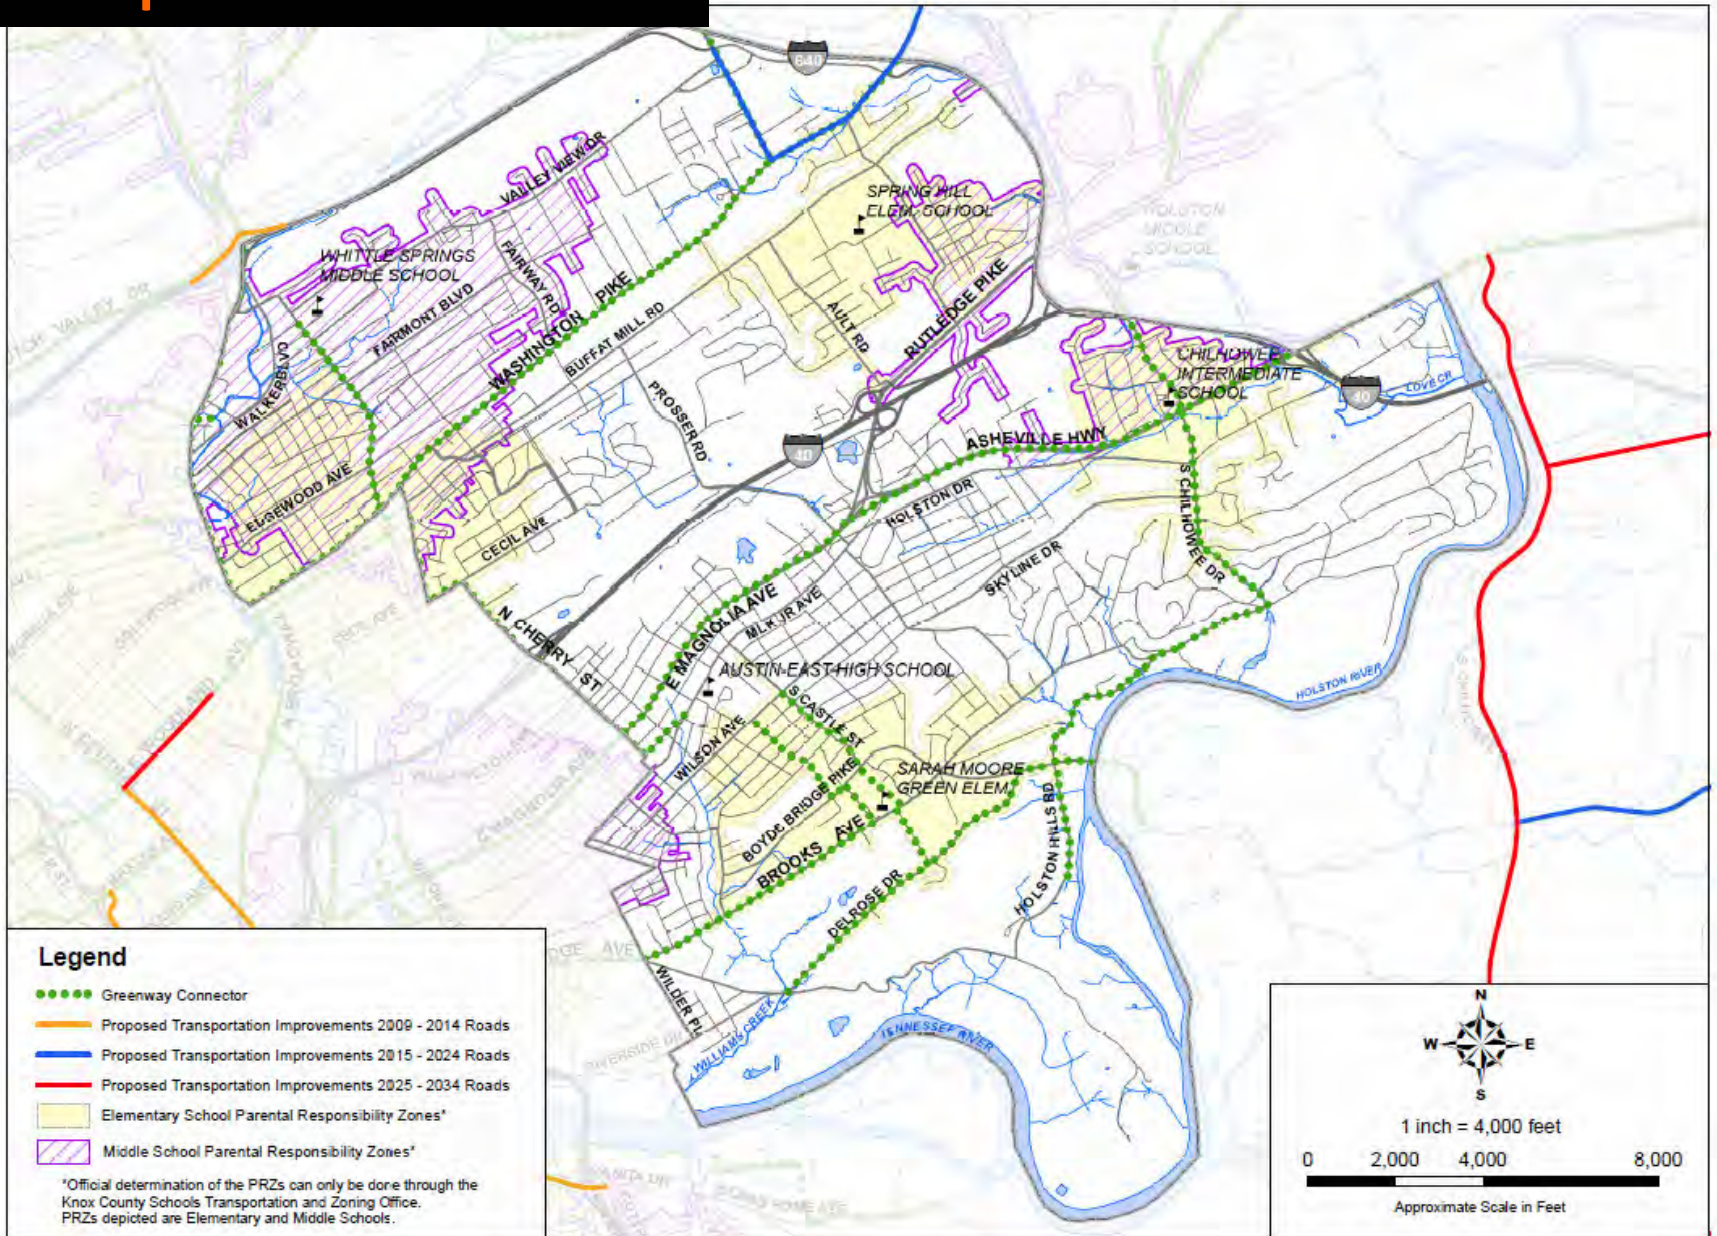 640
VALLEY VIEW DR
SPRING HILL
ELEM. SCHOOL
HOLSTON
MIDDLE
SCHOOL
WHITTLE SPRINGS
MIDDLE SCHOOL
FAIRWAY RD
FAIRMONT BLVD
WASHINGTON PIKE
BUFFAT MILL RD
AULT RD
RUTLEDGE PIKE
CHILHOWEE
INTERMEDIATE
SCHOOL
40
LOVE CR
WALKER BLVD
PROSSER RD
ASHEVILLE HWY
40
EDGEWOOD AVE
CECIL AVE
HOLSTON DR
S CHILHOWEE DR
SKYLINE DR
N CHERRY ST
E MAGNOLIA AVE
MLK JR AVE
AUSTIN-EAST HIGH SCHOOL
HOLSTON RIVER
S CASTLE ST
WILSON AVE
SARAH MOORE
GREEN ELEM.
BOYDS BRIDGE PIKE
BROOKS AVE
HOLSTON HILLS RD
DELROSE DR
WILDER PL
WILLIAMS CREEK
TENNESSEE RIVER
RIVERSIDE DR
Legend
Greenway Connector
Proposed Transportation Improvements 2009 - 2014 Roads
Proposed Transportation Improvements 2015 - 2024 Roads
Proposed Transportation Improvements 2025 - 2034 Roads
Elementary School Parental Responsibility Zones*
Middle School Parental Responsibility Zones*
*Official determination of the PRZs can only be done through the
Knox County Schools Transportation and Zoning Office.
PRZs depicted are Elementary and Middle Schools.
N
W E
S
1 inch = 4,000 feet
0 2,000 4,000 8,000
Approximate Scale in Feet